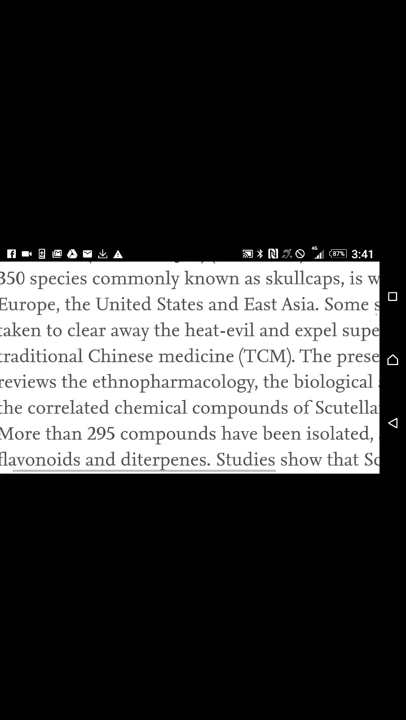 4G 87% 3:41
350 species commonly known as skullcaps, is w
Europe, the United States and East Asia. Some s
taken to clear away the heat-evil and expel supe
traditional Chinese medicine (TCM). The prese
reviews the ethnopharmacology, the biological
the correlated chemical compounds of Scutella
More than 295 compounds have been isolated,
flavonoids and diterpenes. Studies show that Sc